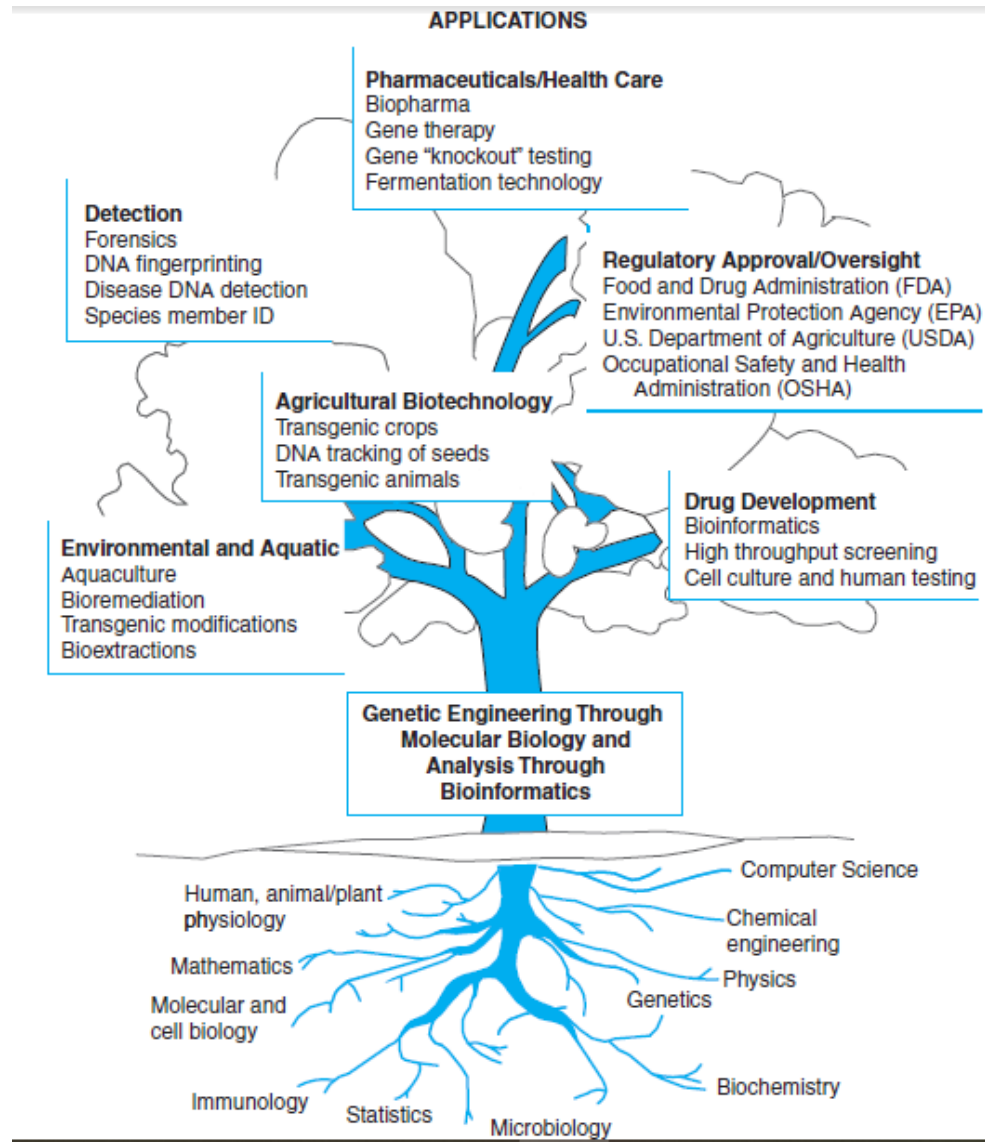 APPLICATIONS
Pharmaceuticals/Health Care
Biopharma
Gene therapy
Gene “knockout” testing
Fermentation technology
Detection
Forensics
DNA fingerprinting
Disease DNA detection
Species member ID
Regulatory Approval/Oversight
Food and Drug Administration (FDA)
Environmental Protection Agency (EPA)
U.S. Department of Agriculture (USDA)
Occupational Safety and Health
Administration (OSHA)
Agricultural Biotechnology
Transgenic crops
DNA tracking of seeds
Transgenic animals
Drug Development
Bioinformatics
High throughput screening
Cell culture and human testing
Environmental and Aquatic
Aquaculture
Bioremediation
Transgenic modifications
Bioextractions
Genetic Engineering Through
Molecular Biology and
Analysis Through
Bioinformatics
Computer Science
Human, animal/plant
physiology
Chemical
engineering
Mathematics
Physics
Genetics
Molecular and
cell biology
Biochemistry
Immunology
Statistics
Microbiology